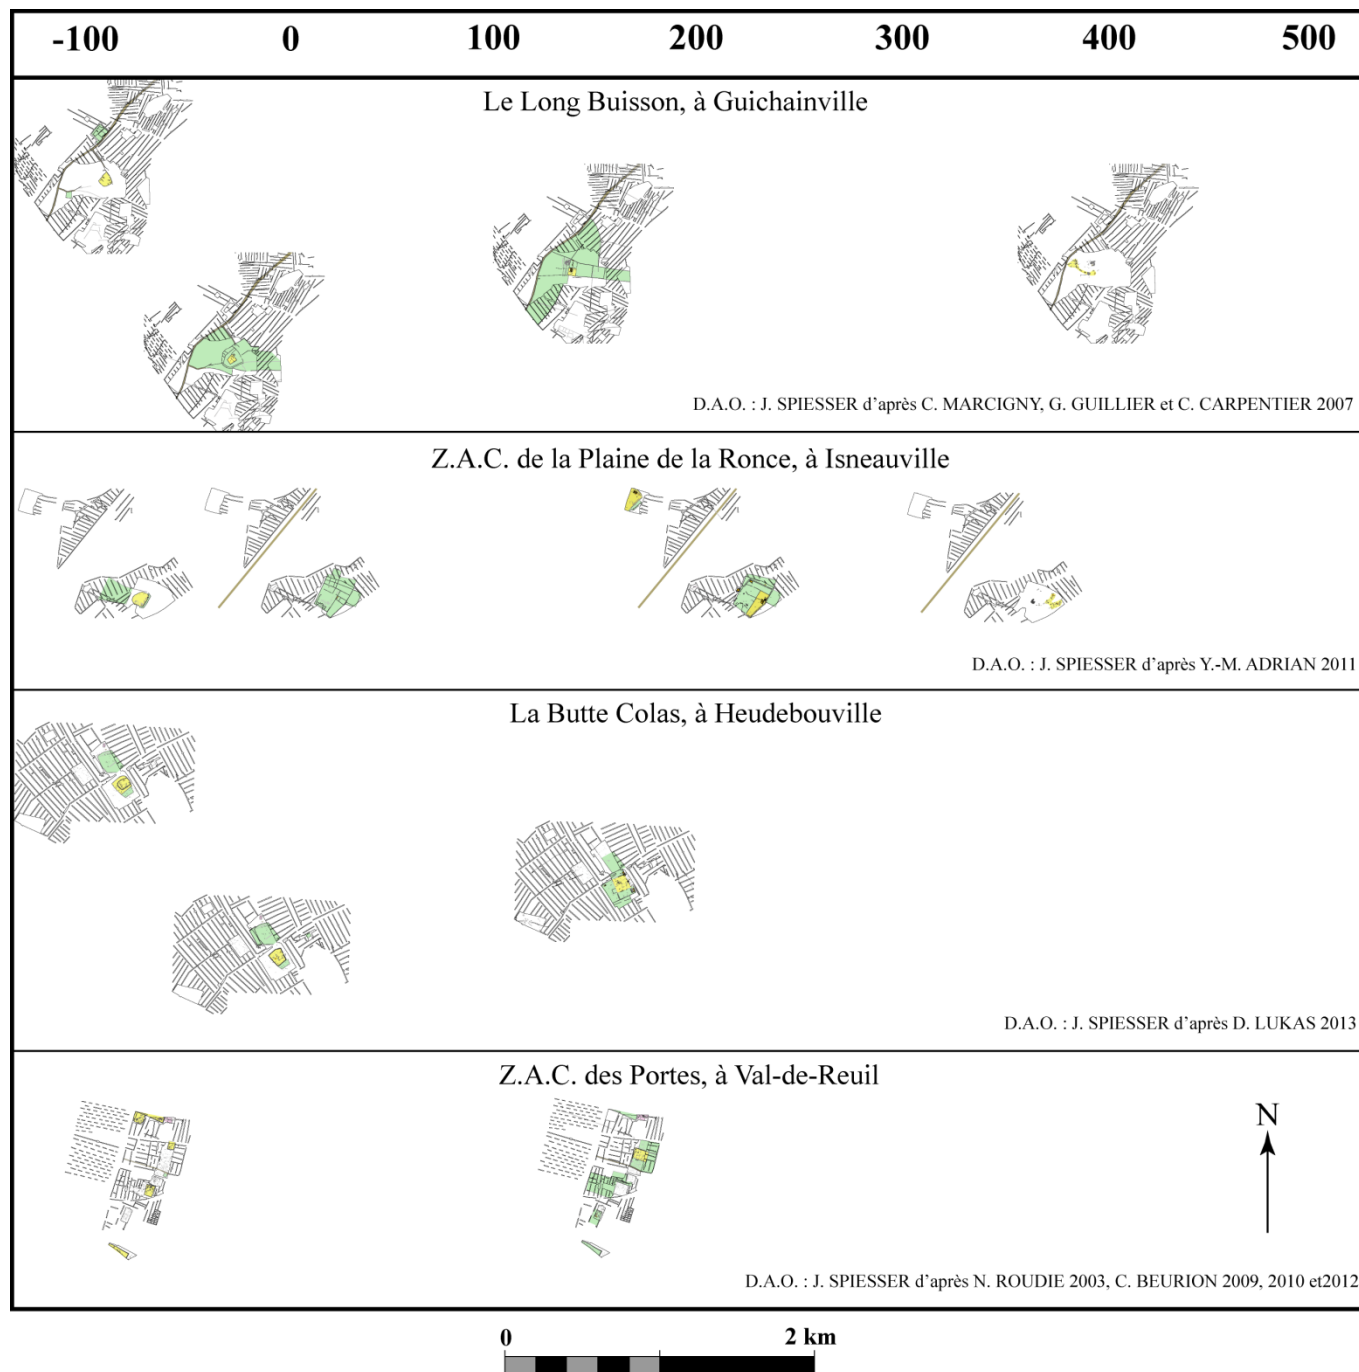 -100 0 100 200 300 400 500
Le Long Buisson, à Guichainville
D.A.O. : J. SPIESSER d'après C. MARCIGNY, G. GUILLIER et C. CARPENTIER 2007
Z.A.C. de la Plaine de la Ronce, à Isneauville
D.A.O. : J. SPIESSER d'après Y.-M. ADRIAN 2011
La Butte Colas, à Heudebouville
D.A.O. : J. SPIESSER d'après D. LUKAS 2013
Z.A.C. des Portes, à Val-de-Reuil
N
D.A.O. : J. SPIESSER d'après N. ROUDIE 2003, C. BEURION 2009, 2010 et2012
0 2 km